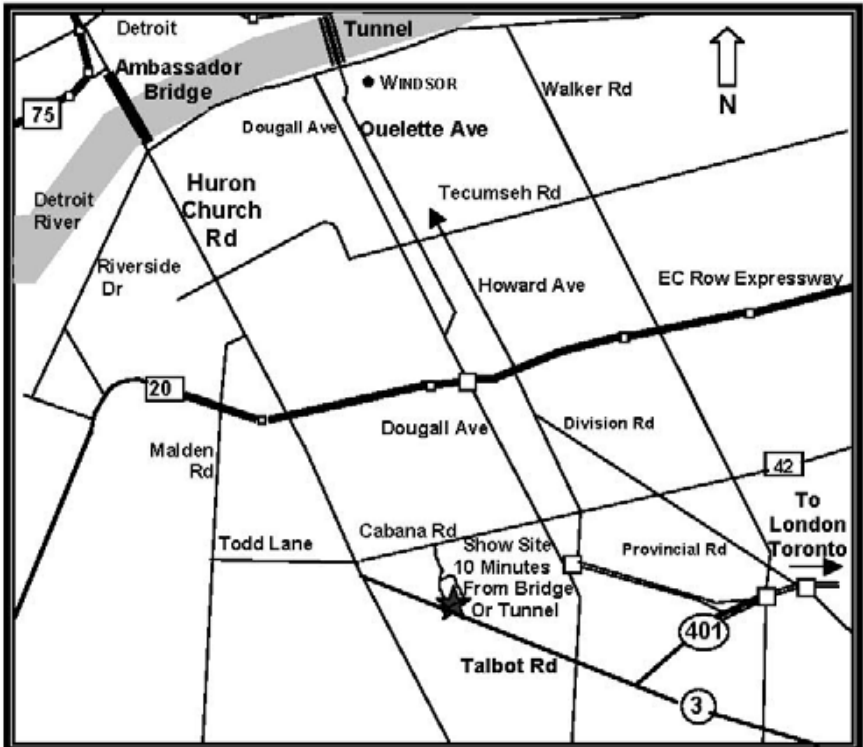 Detroit
Tunnel
Ambassador
Bridge
WINDSOR
Walker Rd
N
75
Dougall Ave
Ouelette Ave
Huron
Church
Rd
Tecumseh Rd
Detroit
River
Riverside
Dr
Howard Ave
EC Row Expressway
20
Dougall Ave
Division Rd
Malden
Rd
42
To
London
Toronto
Cabana Rd
Todd Lane
Show Site
10 Minutes
From Bridge
Or Tunnel
Provincial Rd
401
Talbot Rd
3